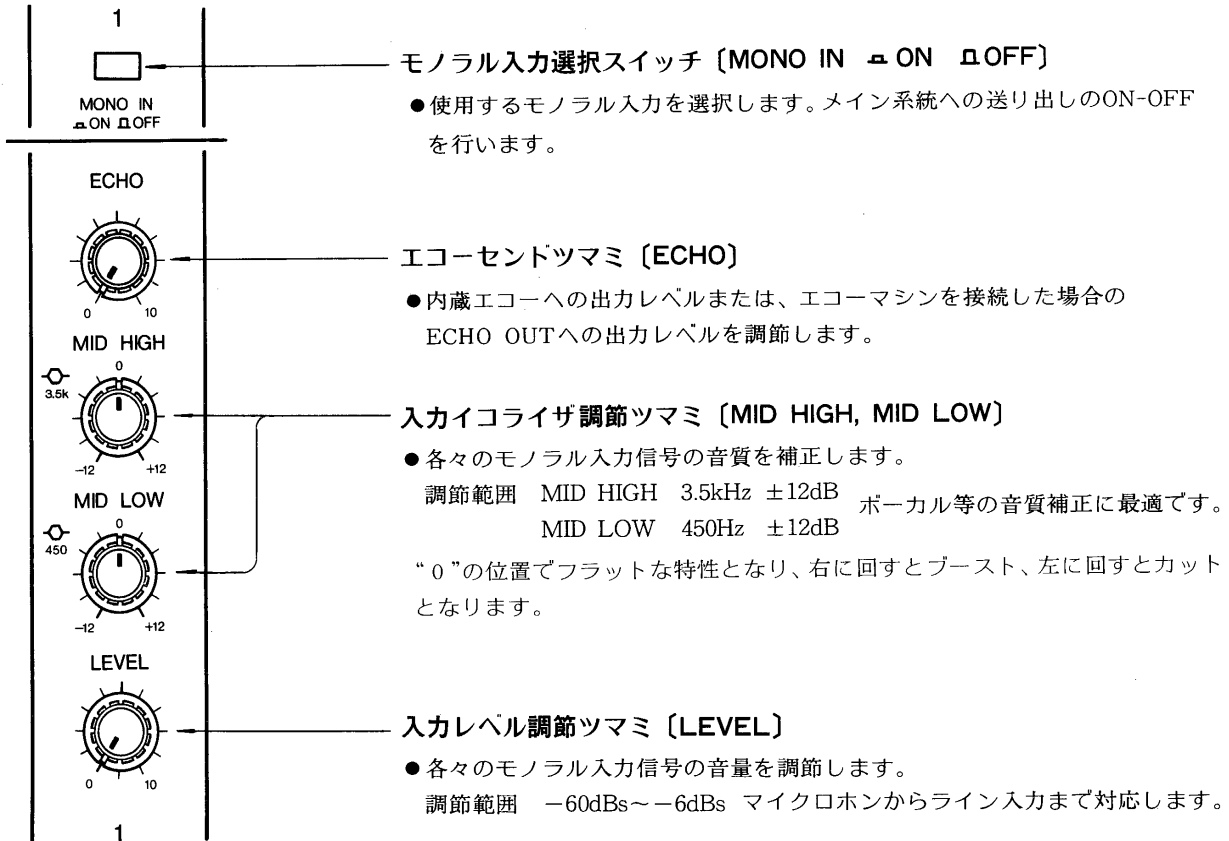 1
MONO IN
ON OFF
ECHO
0 10
MID HIGH
0
3.5k
-12 +12
MID LOW
0
450
-12 +12
LEVEL
0 10
1
モノラル入力選択スイッチ〔MONO IN ON OFF〕
●使用するモノラル入力を選択します。メイン系統への送り出しのON-OFF
を行います。
エコーセンドツマミ〔ECHO〕
●内蔵エコーへの出力レベルまたは、エコーマシンを接続した場合の
ECHO OUTへの出力レベルを調節します。
入力イコライザ調節ツマミ〔MID HIGH, MID LOW〕
●各々のモノラル入力信号の音質を補正します。
調節範囲 MID HIGH 3.5kHz ±12dB
MID LOW 450Hz ±12dB
ボーカル等の音質補正に最適です。
“0”の位置でフラットな特性となり、右に回すとブースト、左に回すとカット
となります。
入力レベル調節ツマミ〔LEVEL〕
●各々のモノラル入力信号の音量を調節します。
調節範囲 −60dBs~−6dBs マイクロホンからライン入力まで対応します。